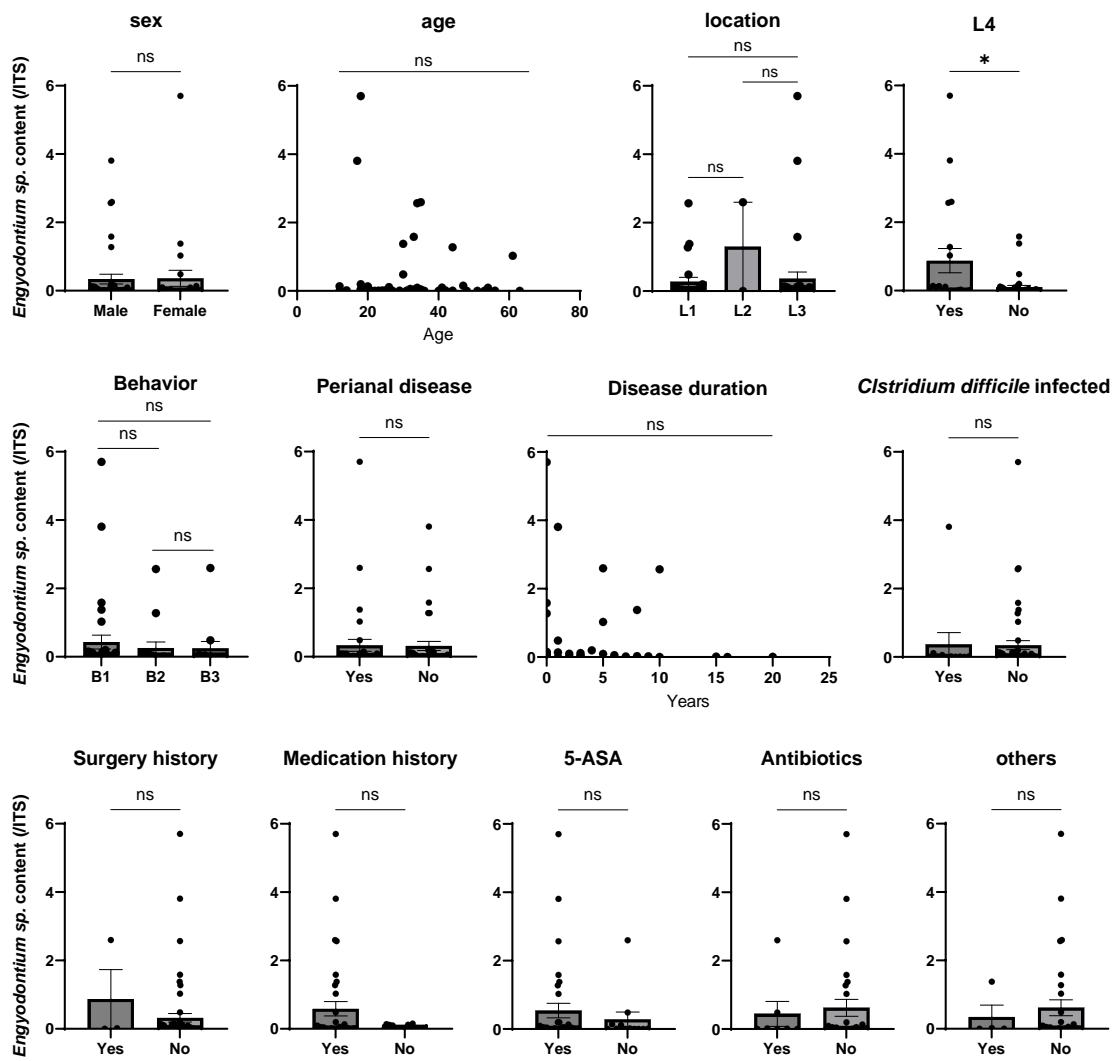 sex
age
location
L4
ns
ns
ns
ns
ns
*
Engyodontium sp. content (/ITS)
6
4
2
0
Male
Female
6
4
2
0
0
20
40
60
80
Age
6
4
2
0
L1
L2
L3
6
4
2
0
Yes
No
Behavior
Perianal disease
Disease duration
Clstridium difficile infected
ns
ns
ns
ns
ns
ns
Engyodontium sp. content (/ITS)
6
4
2
0
B1
B2
B3
6
4
2
0
Yes
No
6
4
2
0
0
5
10
15
20
25
Years
6
4
2
0
Yes
No
Surgery history
Medication history
5-ASA
Antibiotics
others
ns
ns
ns
ns
ns
Engyodontium sp. content (/ITS)
6
4
2
0
Yes
No
6
4
2
0
Yes
No
6
4
2
0
Yes
No
6
4
2
0
Yes
No
6
4
2
0
Yes
No